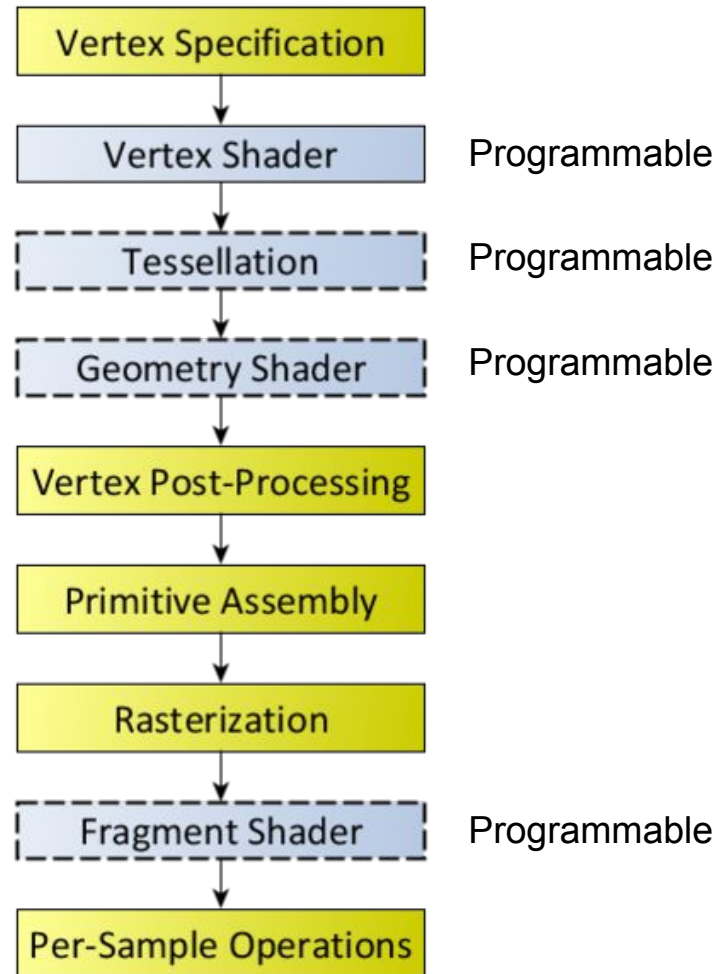 Vertex Specification
Vertex Shader Programmable
Tessellation Programmable
Geometry Shader Programmable
Vertex Post-Processing
Primitive Assembly
Rasterization
Fragment Shader Programmable
Per-Sample Operations